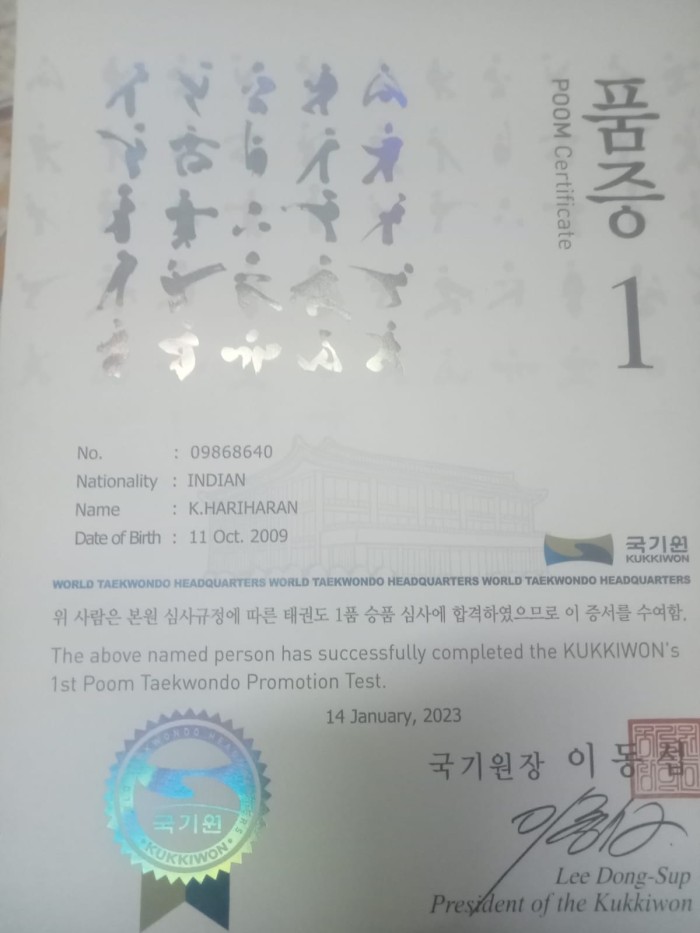 품증
POOM Certificate
1
No. : 09868640
Nationality : INDIAN
Name : K.HARIHARAN
Date of Birth : 11 Oct. 2009
국기원
KUKKIWON
WORLD TAEKWONDO HEADQUARTERS WORLD TAEKWONDO HEADQUARTERS WORLD TAEKWONDO HEADQUARTERS
위 사람은 본원 심사규정에 따른 태권도 1품 승품 심사에 합격하였으므로 이 증서를 수여함.
The above named person has successfully completed the KUKKIWON's
1st Poom Taekwondo Promotion Test.
14 January, 2023
국기원장 이동섭
국기원
KUKKIWON
Lee Dong-Sup
President of the Kukkiwon